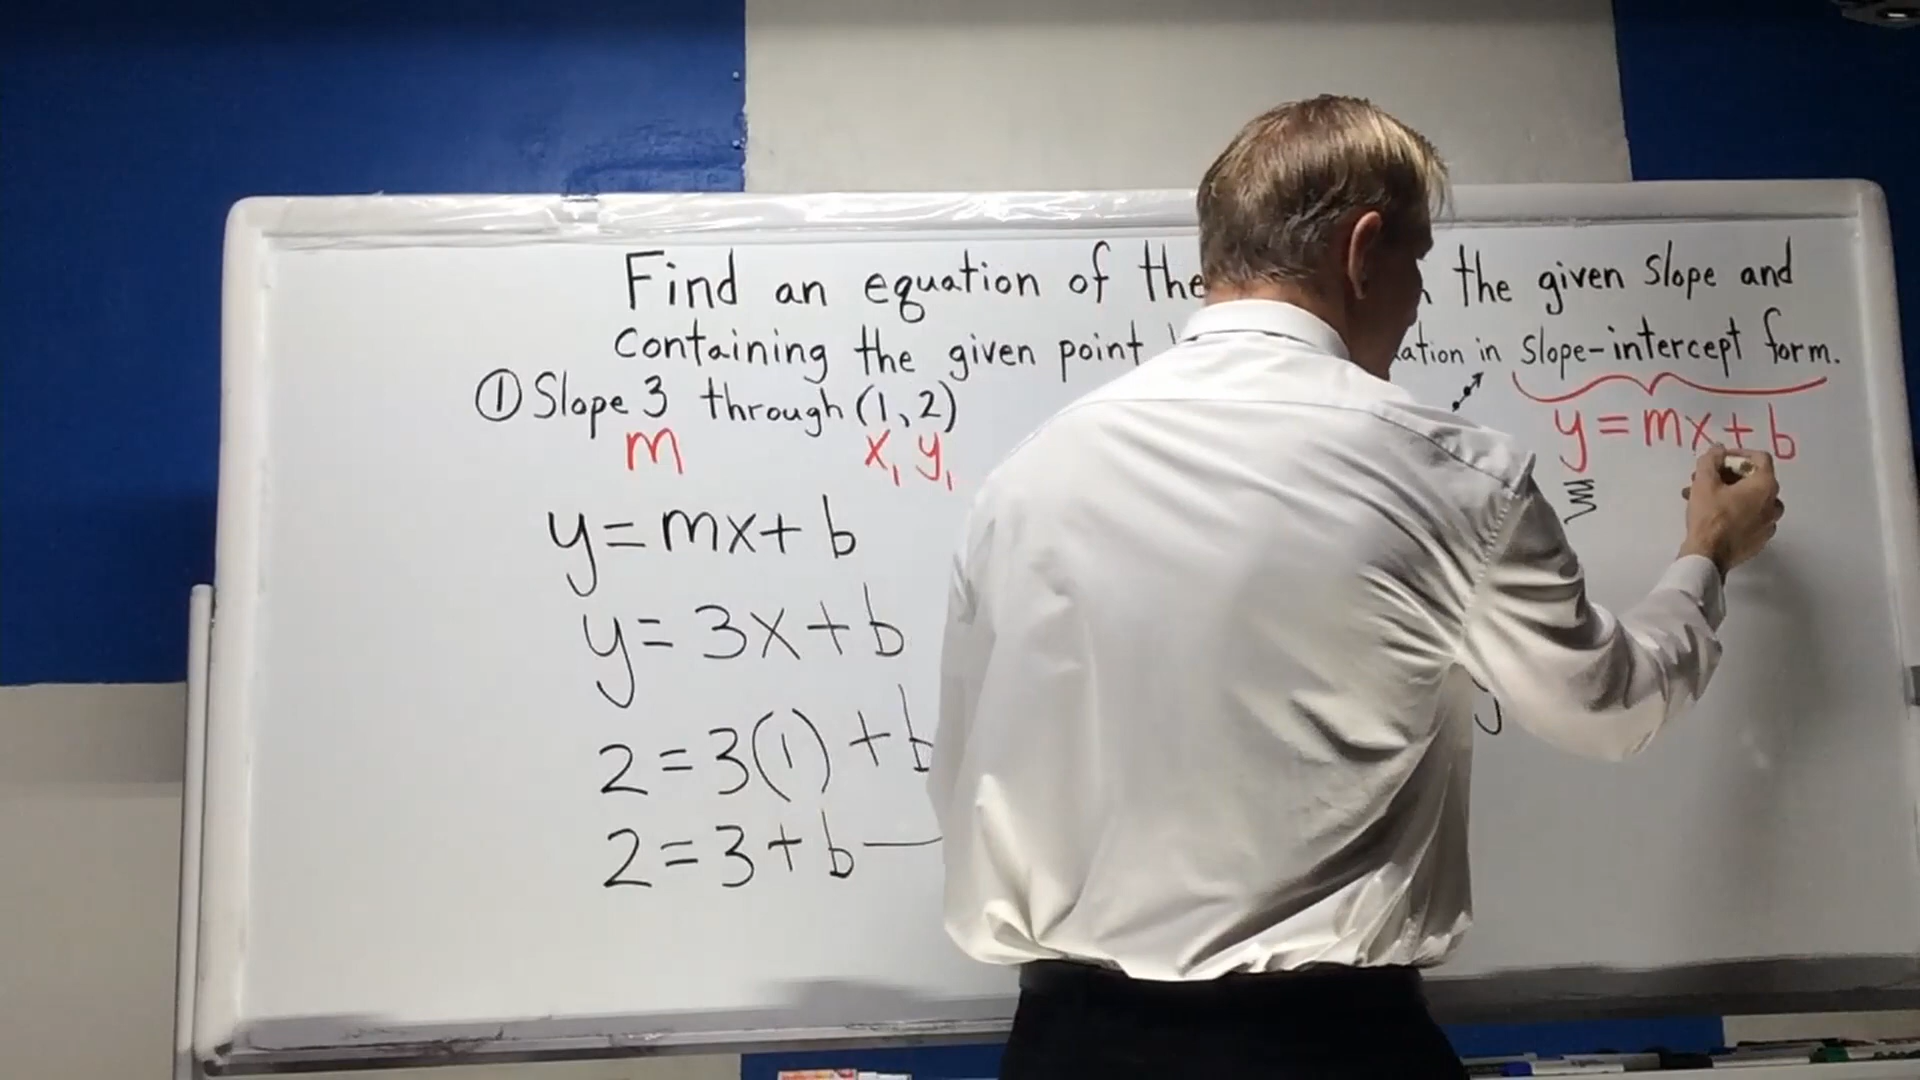 Find an equation of the the given slope and
Containing the given point in slope-intercept form.
① Slope 3 through (1, 2)
y = mx + b
m x₁ y₁
y = mx + b
y = 3x + b
2 = 3(1) + b
2 = 3 + b